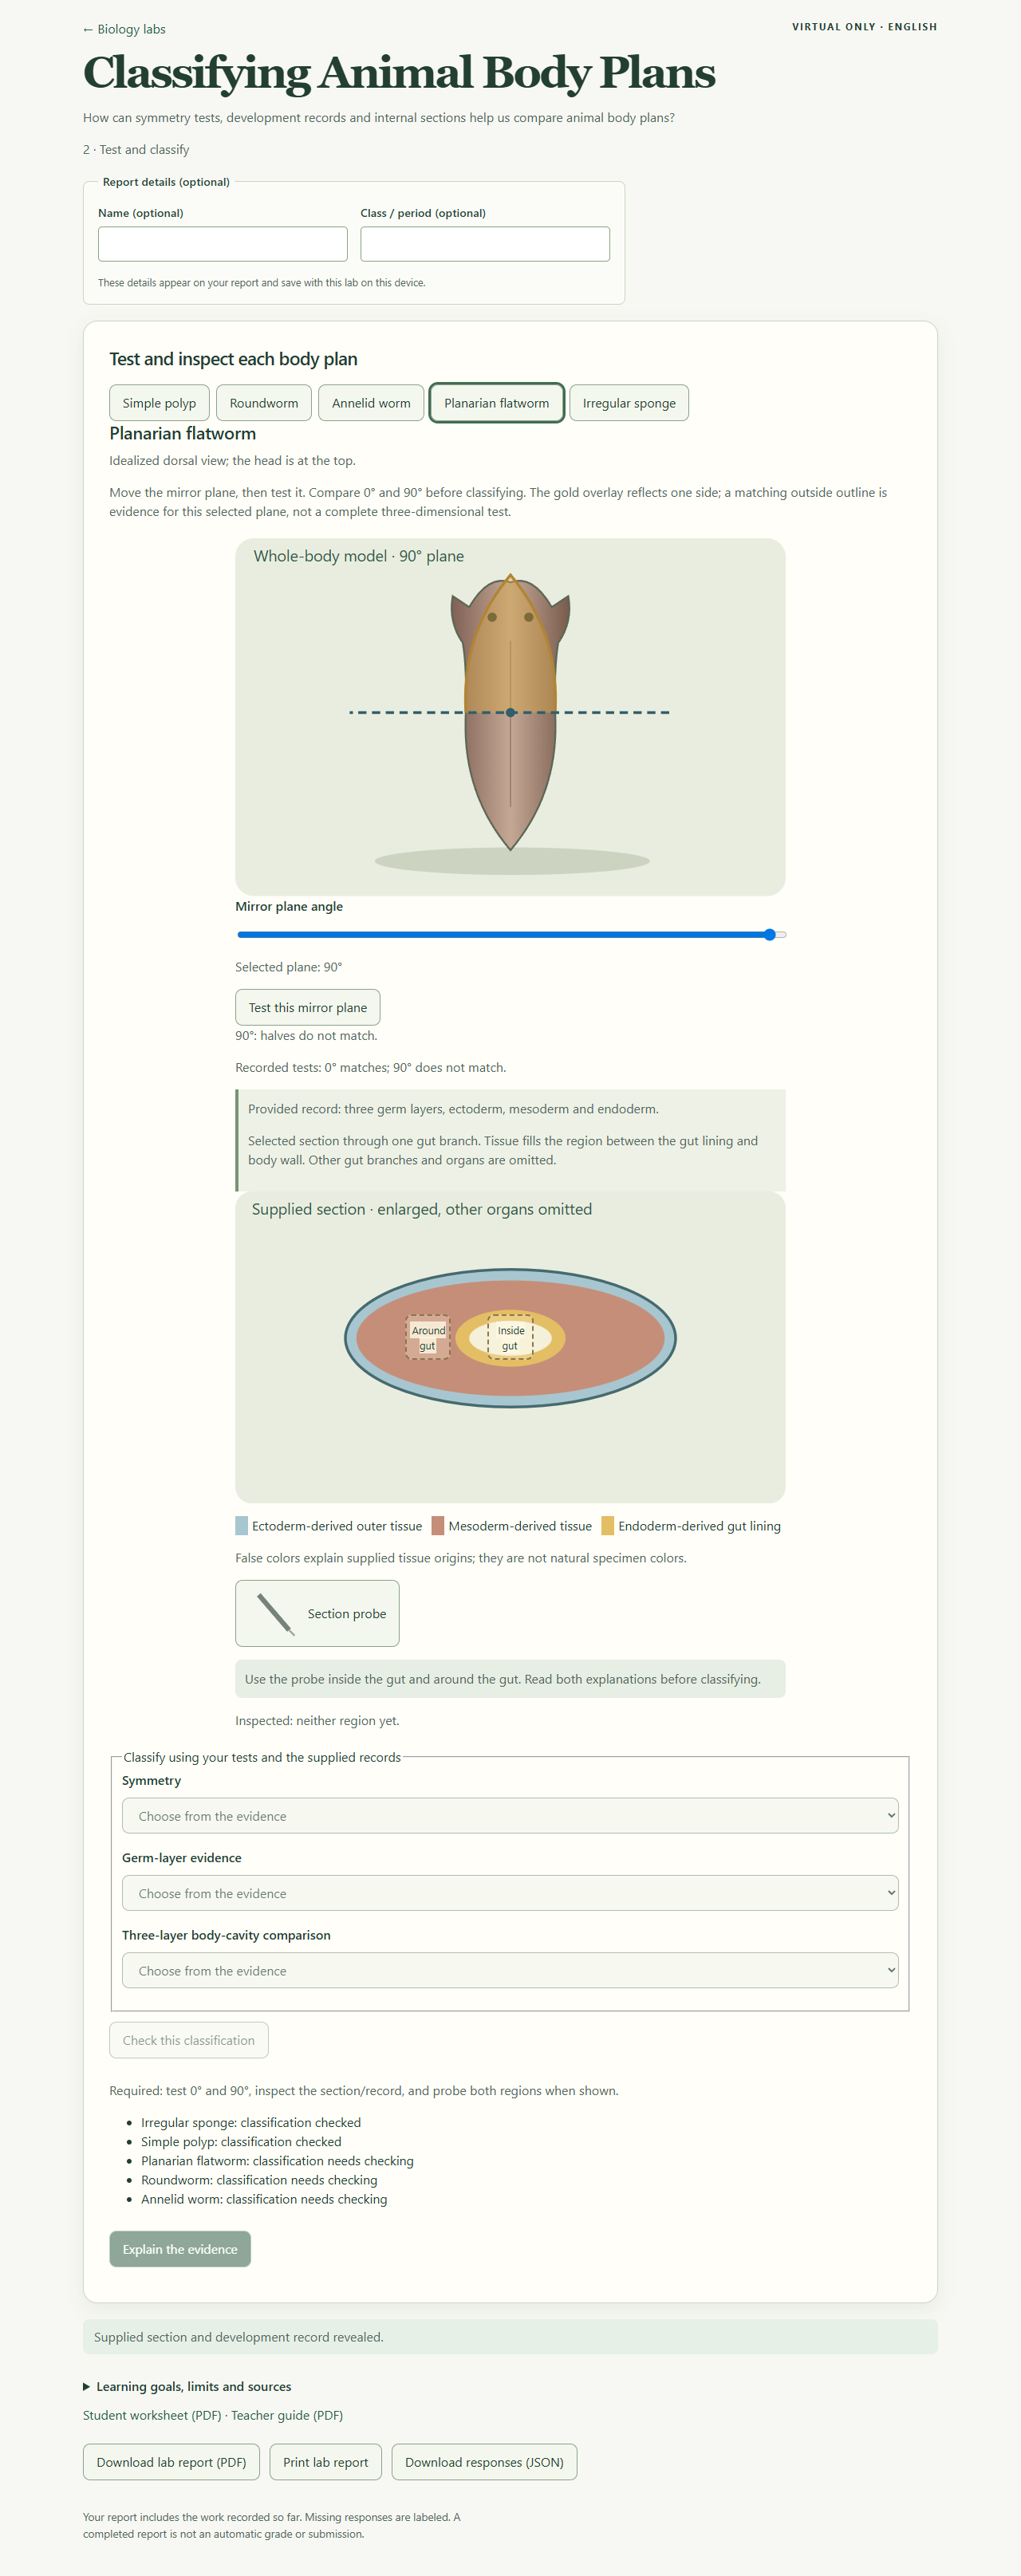 ← Biology labs
VIRTUAL ONLY · ENGLISH
Classifying Animal Body Plans
How can symmetry tests, development records and internal sections help us compare animal body plans?
2 · Test and classify
Report details (optional)
Name (optional)
Class / period (optional)
These details appear on your report and save with this lab on this device.
Test and inspect each body plan
Simple polyp
Roundworm
Annelid worm
Planarian flatworm
Irregular sponge
Planarian flatworm
Idealized dorsal view; the head is at the top.
Move the mirror plane, then test it. Compare 0° and 90° before classifying. The gold overlay reflects one side; a matching outside outline is
evidence for this selected plane, not a complete three-dimensional test.
Whole-body model · 90° plane
Mirror plane angle
Selected plane: 90°
Test this mirror plane
90°: halves do not match.
Recorded tests: 0° matches; 90° does not match.
Provided record: three germ layers, ectoderm, mesoderm and endoderm.
Selected section through one gut branch. Tissue fills the region between the gut lining and
body wall. Other gut branches and organs are omitted.
Supplied section · enlarged, other organs omitted
Around
gut
Inside
gut
Ectoderm-derived outer tissue
Mesoderm-derived tissue
Endoderm-derived gut lining
False colors explain supplied tissue origins; they are not natural specimen colors.
Section probe
Use the probe inside the gut and around the gut. Read both explanations before classifying.
Inspected: neither region yet.
Classify using your tests and the supplied records
Symmetry
Choose from the evidence
Germ-layer evidence
Choose from the evidence
Three-layer body-cavity comparison
Choose from the evidence
Check this classification
Required: test 0° and 90°, inspect the section/record, and probe both regions when shown.
• Irregular sponge: classification checked
• Simple polyp: classification checked
• Planarian flatworm: classification needs checking
• Roundworm: classification needs checking
• Annelid worm: classification needs checking
Explain the evidence
Supplied section and development record revealed.
▶ Learning goals, limits and sources
Student worksheet (PDF) · Teacher guide (PDF)
Download lab report (PDF)
Print lab report
Download responses (JSON)
Your report includes the work recorded so far. Missing responses are labeled. A
completed report is not an automatic grade or submission.